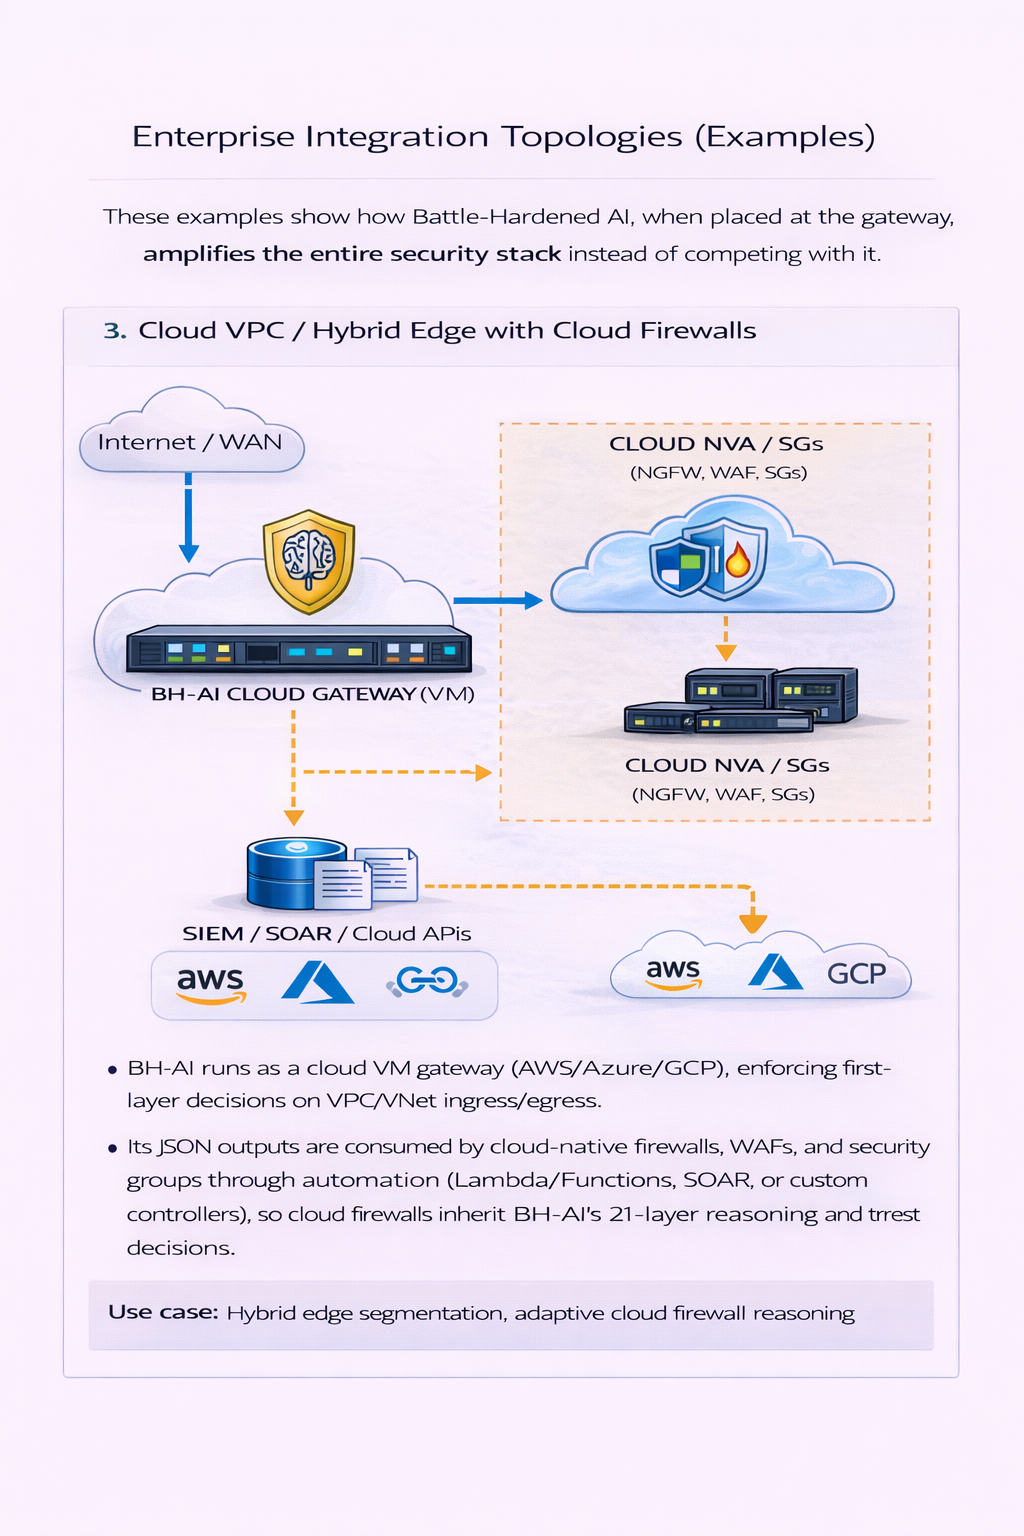 Enterprise Integration Topologies (Examples)
These examples show how Battle-Hardened AI, when placed at the gateway,
amplifies the entire security stack instead of competing with it.
3. Cloud VPC / Hybrid Edge with Cloud Firewalls
Internet / WAN
CLOUD NVA / SGs
(NGFW, WAF, SGs)
BH-AI CLOUD GATEWAY (VM)
CLOUD NVA / SGs
(NGFW, WAF, SGs)
SIEM / SOAR / Cloud APis
aws
aws
GCP
• BH-AI runs as a cloud VM gateway (AWS/Azure/GCP), enforcing first-
layer decisions on VPC/VNet ingress/egress.
• Its JSON outputs are consumed by cloud-native firewalls, WAFs, and security
groups through automation (Lambda/Functions, SOAR, or custom
controllers), so cloud firewalls inherit BH-AI's 21-layer reasoning and trrest
decisions.
Use case: Hybrid edge segmentation, adaptive cloud firewall reasoning